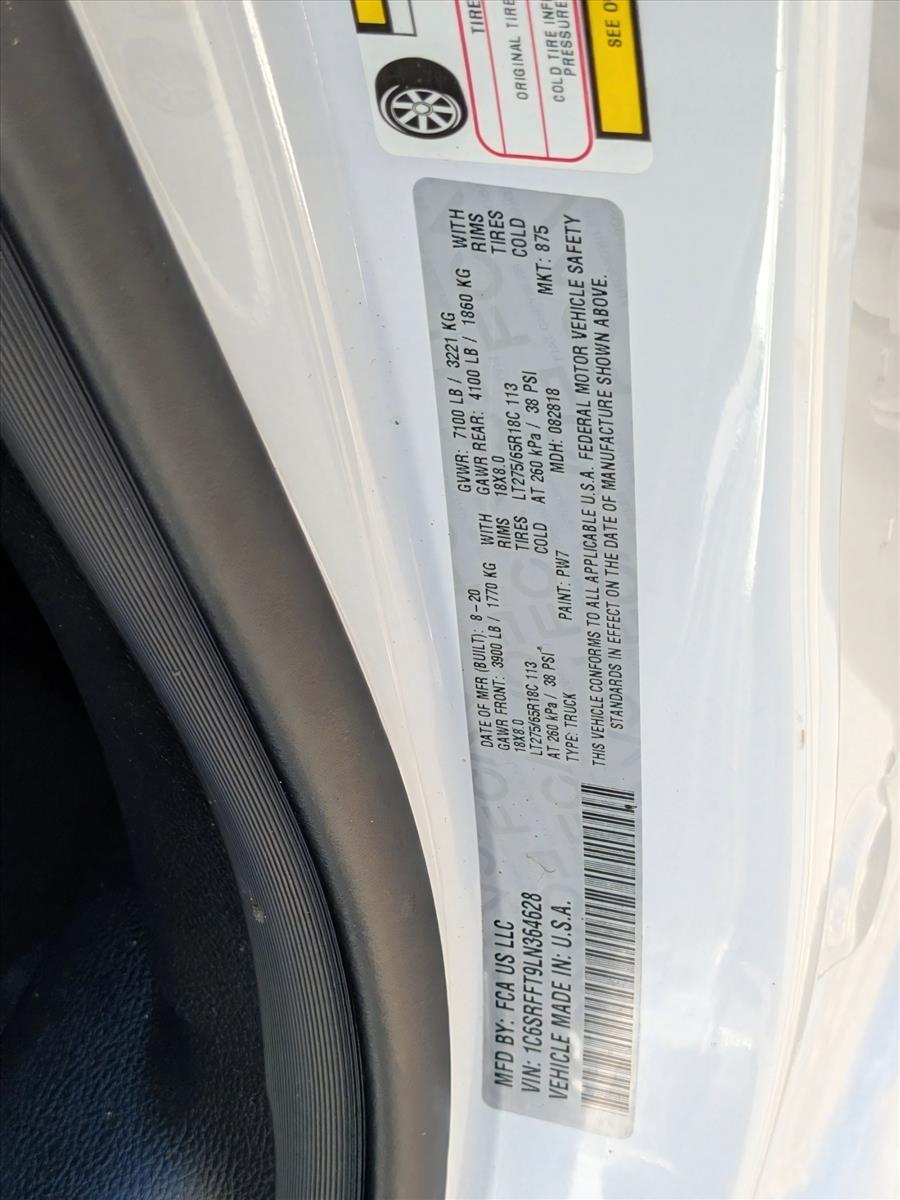 TIRE
ORIGINAL TIRE
COLD TIRE INF
PRESSURE
SEE O
MFD BY: FCA US LLC
VIN: 1C6SRFFT9LN364628
VEHICLE MADE IN: U.S.A.
DATE OF MFR (BUILT): 8-20 GVWR: 7100 LB / 3221 KG
GAWR FRONT: 3900 LB / 1770 KG WITH GAWR REAR: 4100 LB / 1860 KG WITH
18X8.0 RIMS 18X8.0 RIMS
LT275/65R18C 113 TIRES LT275/65R18C 113 TIRES
AT 260 kPa / 38 PSI COLD AT 260 kPa / 38 PSI COLD
TYPE: TRUCK PAINT: PW7 MDH: 082818 MKT: 875
THIS VEHICLE CONFORMS TO ALL APPLICABLE U.S.A. FEDERAL MOTOR VEHICLE SAFETY
STANDARDS IN EFFECT ON THE DATE OF MANUFACTURE SHOWN ABOVE.